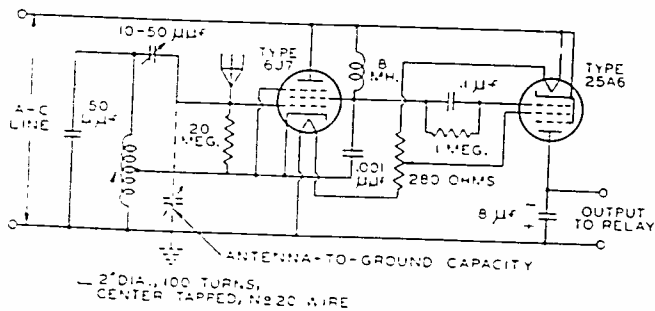 10-50 μμf
TYPE
6J7
8
MH.
.1 μf
TYPE
25A6
A-C
LINE
50
μμf
20
MEG.
1 MEG.
.001
μμf
280 OHMS
8 μf
-
+
OUTPUT
TO RELAY
ANTENNA-TO-GROUND CAPACITY
2" DIA., 100 TURNS,
CENTER TAPPED, No 20 WIRE